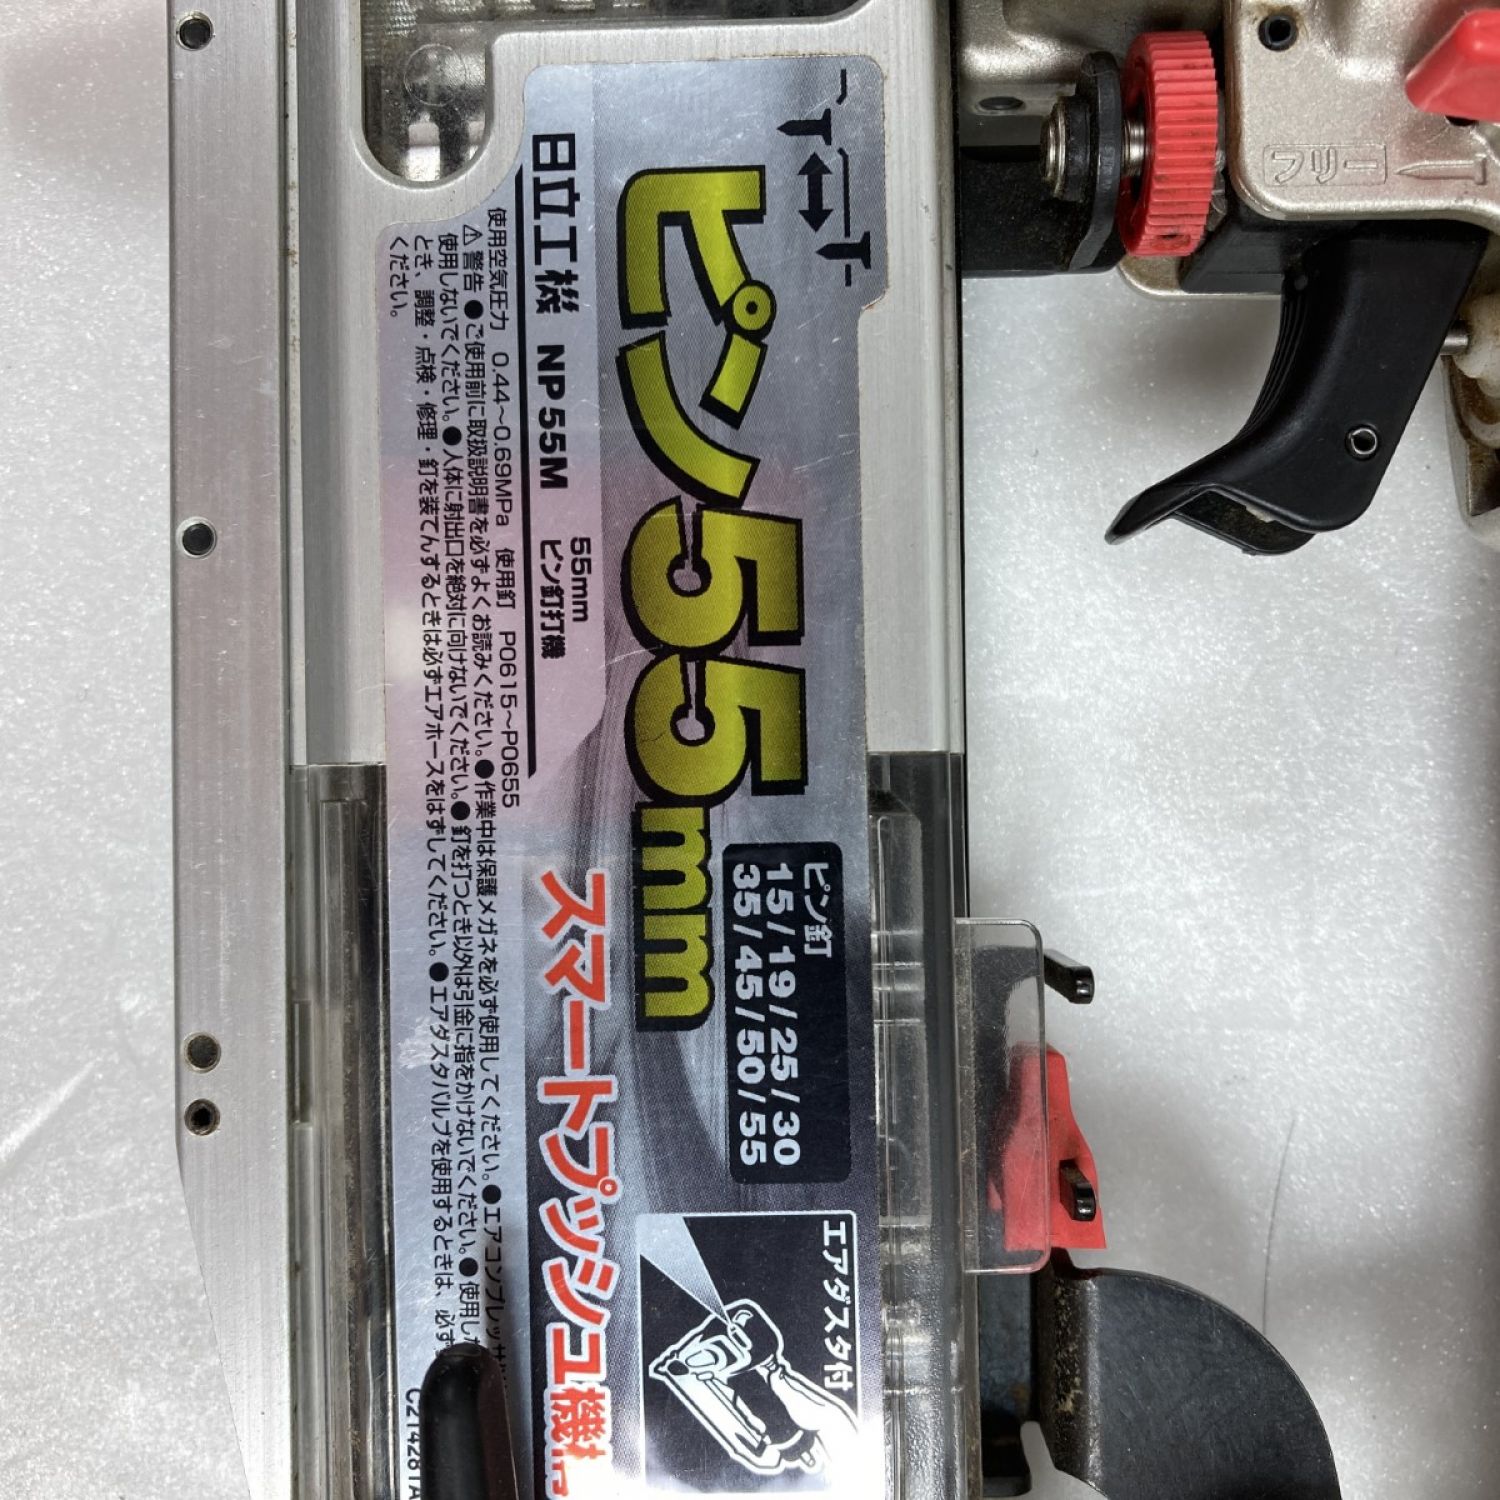 ピン55mm
ピン釘
15/19/25/30
35/45/50/55
エアダスタ付
日立工機 NP55M 55mm
ピン釘打機
スマートプッシュ機構
使用空気圧力 0.44～0.69MPa 使用釘 P0615～P0655
⚠警告 ●ご使用前に取扱説明書を必ずよくお読みください。●作業中は保護メガネを必ず使用してください。●エアコンプレッサ
使用しないでください。●人体に射出口を絶対に向けないでください。●釘を打つとき以外は引金に指をかけないでください。●使用し
とき、調整・点検・修理・釘を装てんするときは必ずエアホースをはずしてください。●エアダスタバルブを使用するときは、必ず
ください。
フリー